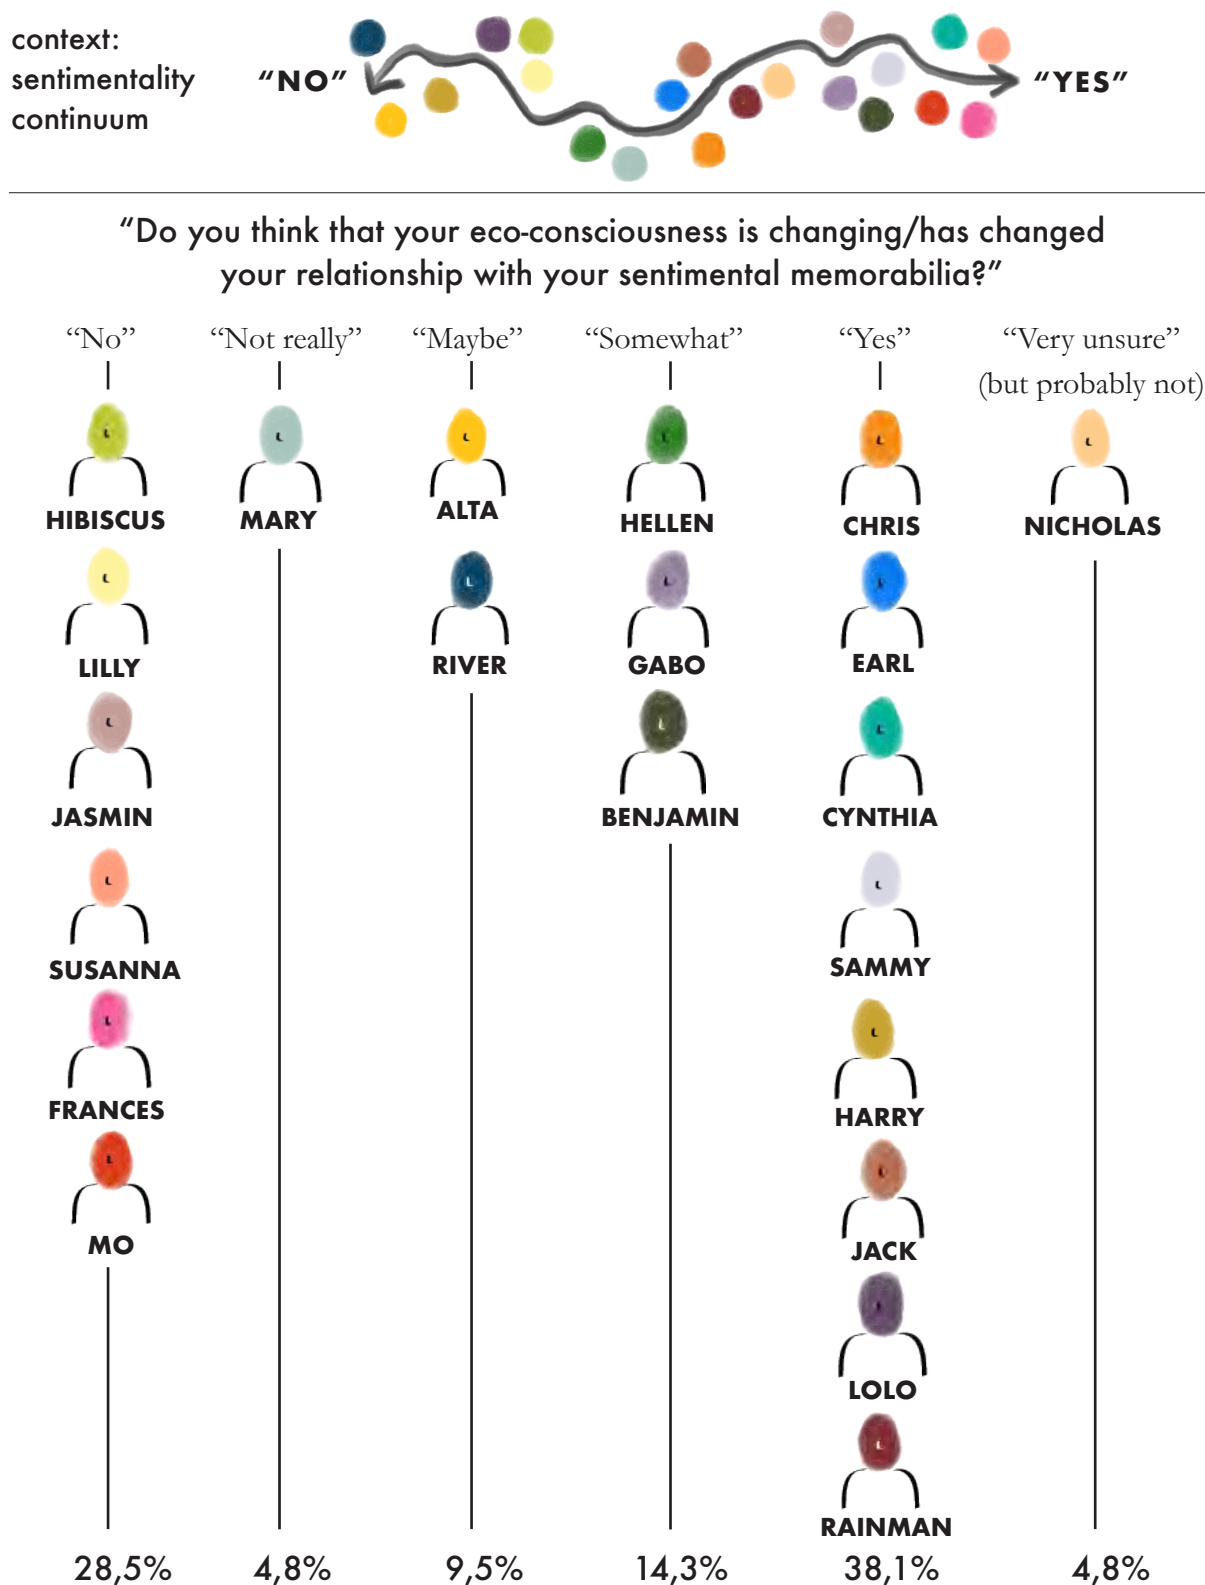 context:
sentimentality
continuum
“NO”
“YES”
“Do you think that your eco-consciousness is changing/has changed
your relationship with your sentimental memorabilia?”
“No” “Not really” “Maybe” “Somewhat” “Yes” “Very unsure”
(but probably not)
HIBISCUS MARY ALTA HELLEN CHRIS NICHOLAS
LILLY RIVER GABO EARL
JASMIN BENJAMIN CYNTHIA
SUSANNA SAMMY
FRANCES HARRY
MO JACK
LOLO
RAINMAN
28,5% 4,8% 9,5% 14,3% 38,1% 4,8%